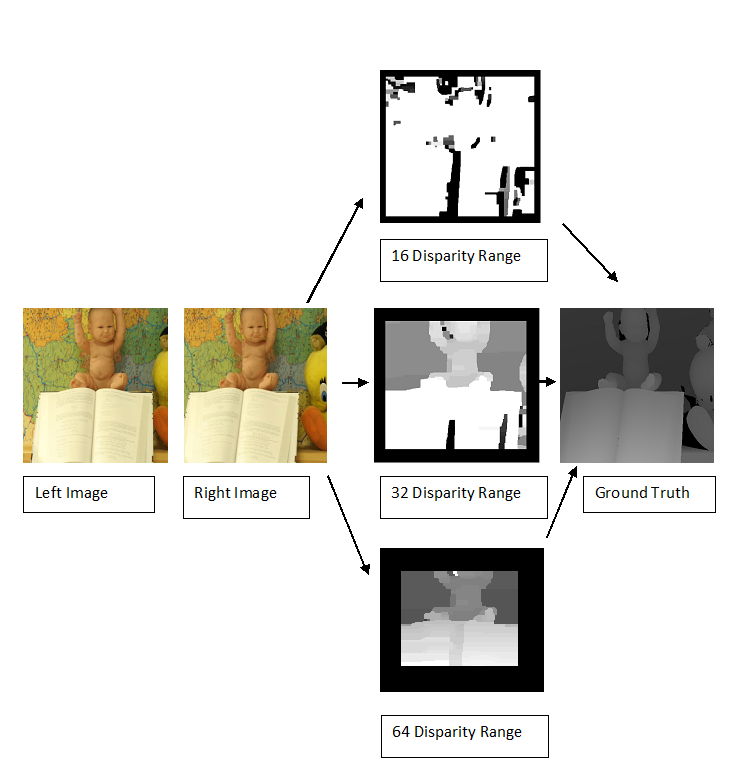 16 Disparity Range
Left Image
Right Image
32 Disparity Range
Ground Truth
64 Disparity Range